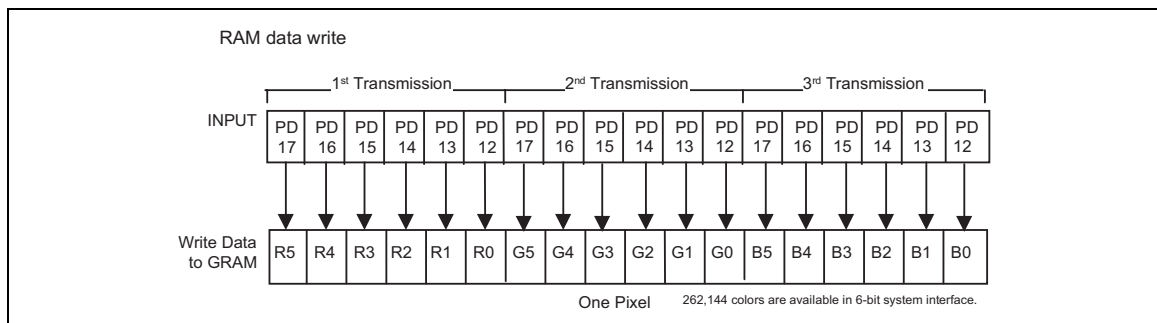 RAM data write
1st Transmission 2nd Transmission 3rd Transmission
INPUT
PD PD PD PD PD PD PD PD PD PD PD PD PD PD PD PD PD PD
17 16 15 14 13 12 17 16 15 14 13 12 17 16 15 14 13 12
Write Data
to GRAM
R5 R4 R3 R2 R1 R0 G5 G4 G3 G2 G1 G0 B5 B4 B3 B2 B1 B0
One Pixel 262,144 colors are available in 6-bit system interface.